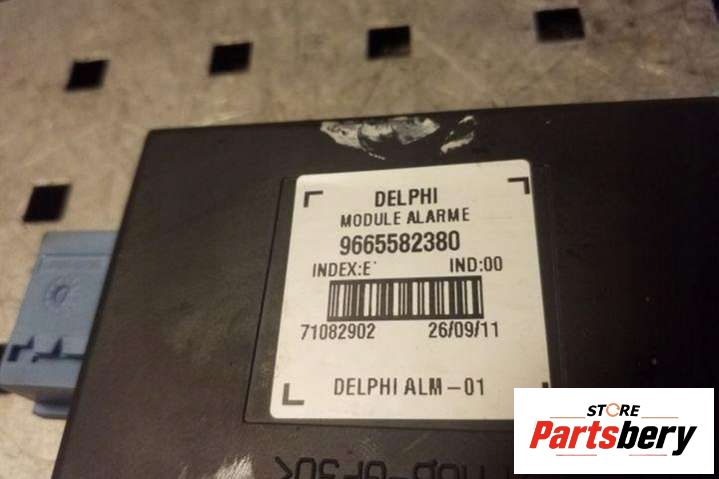 DELPHI
MODULE ALARME
9665582380
INDEX:E IND:00
71082902 26/09/11
DELPHI ALM-01
STORE
Partsbery